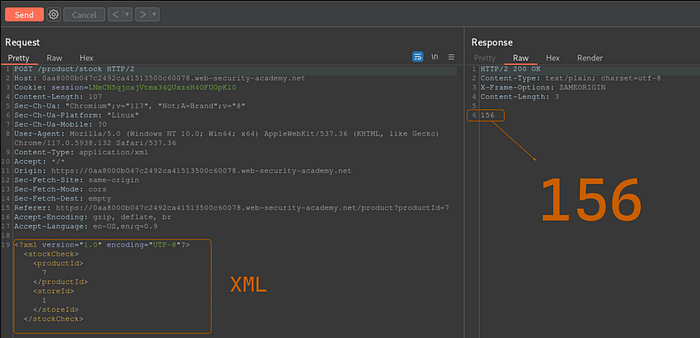 Send Cancel < >
Request
Pretty Raw Hex \n
1 POST /product/stock HTTP/2
2 Host: 0aa8000b047c2492ca41513500c60078.web-security-academy.net
3 Cookie: session=LNmCN5qjcajVtmx34QUxzsH4OFUOpK10
4 Content-Length: 107
5 Sec-Ch-Ua: "Chromium";v="117", "Not;A=Brand";v="8"
6 Sec-Ch-Ua-Platform: "Linux"
7 Sec-Ch-Ua-Mobile: ?0
8 User-Agent: Mozilla/5.0 (Windows NT 10.0; Win64; x64) AppleWebKit/537.36 (KHTML, like Gecko)
Chrome/117.0.5938.132 Safari/537.36
9 Content-Type: application/xml
10 Accept: */*
11 Origin: https://0aa8000b047c2492ca41513500c60078.web-security-academy.net
12 Sec-Fetch-Site: same-origin
13 Sec-Fetch-Mode: cors
14 Sec-Fetch-Dest: empty
15 Referer: https://0aa8000b047c2492ca41513500c60078.web-security-academy.net/product?productId=7
16 Accept-Encoding: gzip, deflate, br
17 Accept-Language: en-US,en;q=0.9
18
19 <?xml version="1.0" encoding="UTF-8"?>
<stockCheck>
<productId>
7
</productId>
<storeId>
1
</storeId>
</stockCheck>
XML
Response
Pretty Raw Hex Render
1 HTTP/2 200 OK
2 Content-Type: text/plain; charset=utf-8
3 X-Frame-Options: SAMEORIGIN
4 Content-Length: 3
5
6 156
156